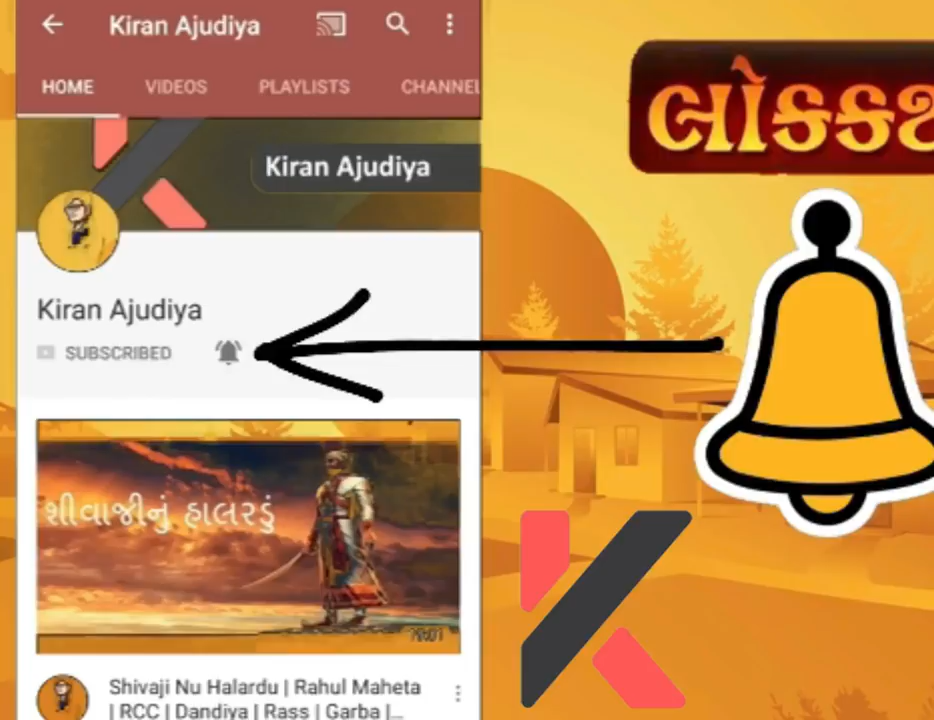 Kiran Ajudiya
HOME VIDEOS PLAYLISTS CHANNEL
Kiran Ajudiya
Kiran Ajudiya
SUBSCRIBED
શીવાજીનું હાલરડું
Shivaji Nu Halardu | Rahul Maheta
| RCC | Dandiya | Rass | Garba |...